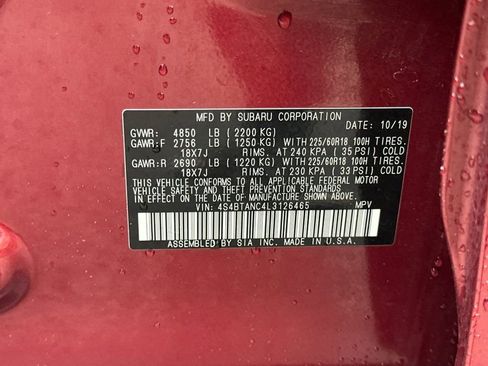 MFD BY SUBARU CORPORATION
DATE: 10/19
GVWR: 4850 LB (2200 KG)
GAWR:F 2756 LB (1250 KG) WITH 225/60R18 100H TIRES,
18X7J RIMS. AT 240 KPA (35 PSI) COLD
GAWR:R 2690 LB (1220 KG) WITH 225/60R18 100H TIRES,
18X7J RIMS. AT 230 KPA (33 PSI) COLD
THIS VEHICLE CONFORMS TO ALL APPLICABLE FEDERAL MOTOR
VEHICLE SAFETY, BUMPER, AND THEFT PREVENTION STANDARDS
IN EFFECT ON THE DATE OF MANUFACTURE SHOWN ABOVE.
VIN: 4S4BTANC4L3126465 MPV
ASSEMBLED BY SIA INC. MADE IN U.S.A.